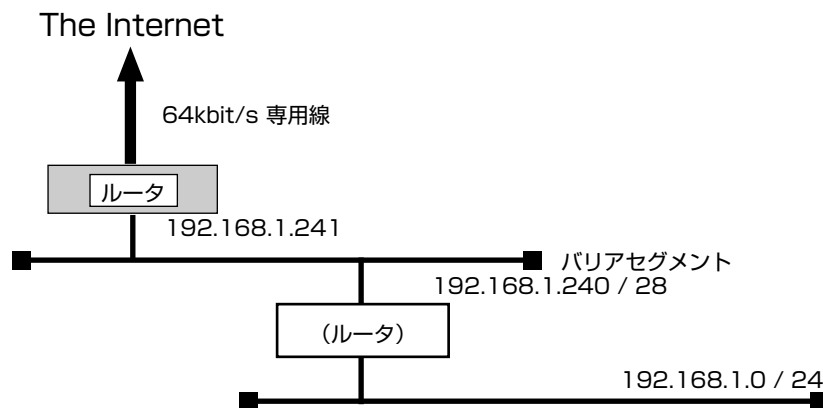 The Internet
64kbit/s 専用線
ルータ
192.168.1.241
バリアセグメント
192.168.1.240 / 28
(ルータ)
192.168.1.0 / 24